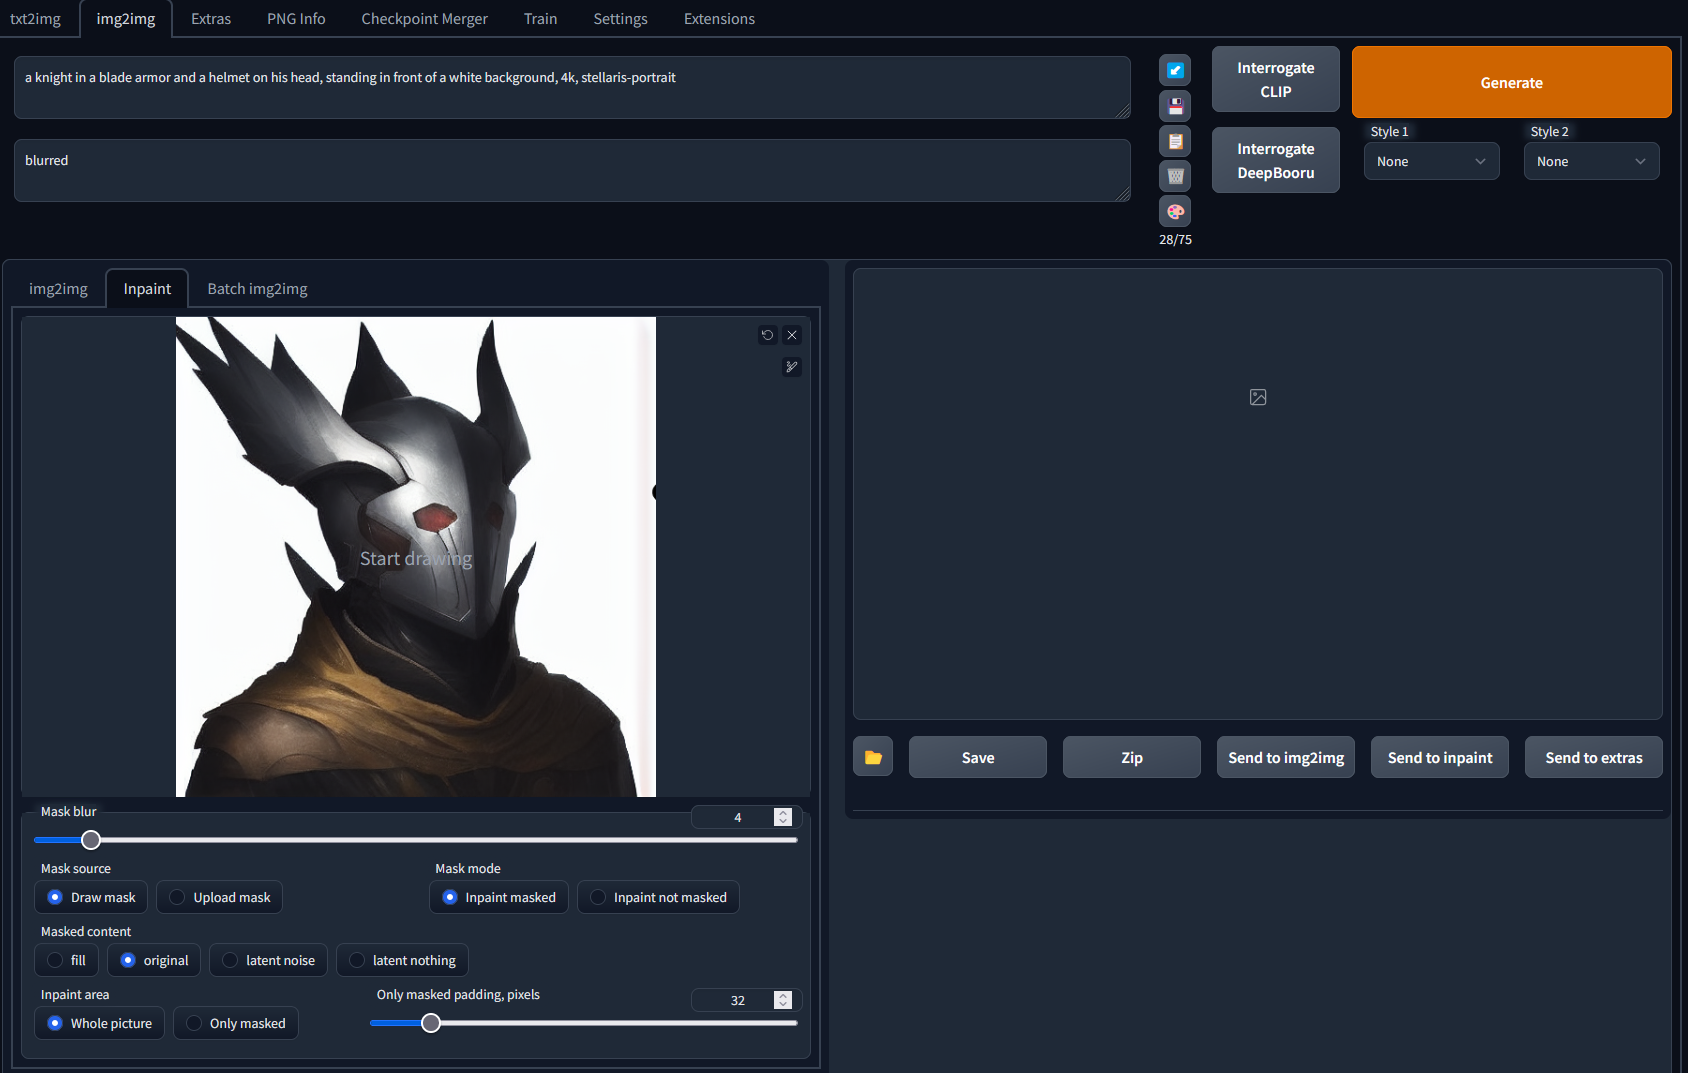 txt2img img2img Extras PNG Info Checkpoint Merger Train Settings Extensions
a knight in a blade armor and a helmet on his head, standing in front of a white background, 4k, stellaris-portrait
Interrogate
CLIP
Generate
blurred
Interrogate
DeepBooru
Style 1 Style 2
None None
28/75
img2img Inpaint Batch img2img
Start drawing
Save Zip Send to img2img Send to inpaint Send to extras
Mask blur 4
Mask source Mask mode
Draw mask Upload mask Inpaint masked Inpaint not masked
Masked content
fill original latent noise latent nothing
Inpaint area Only masked padding, pixels 32
Whole picture Only masked